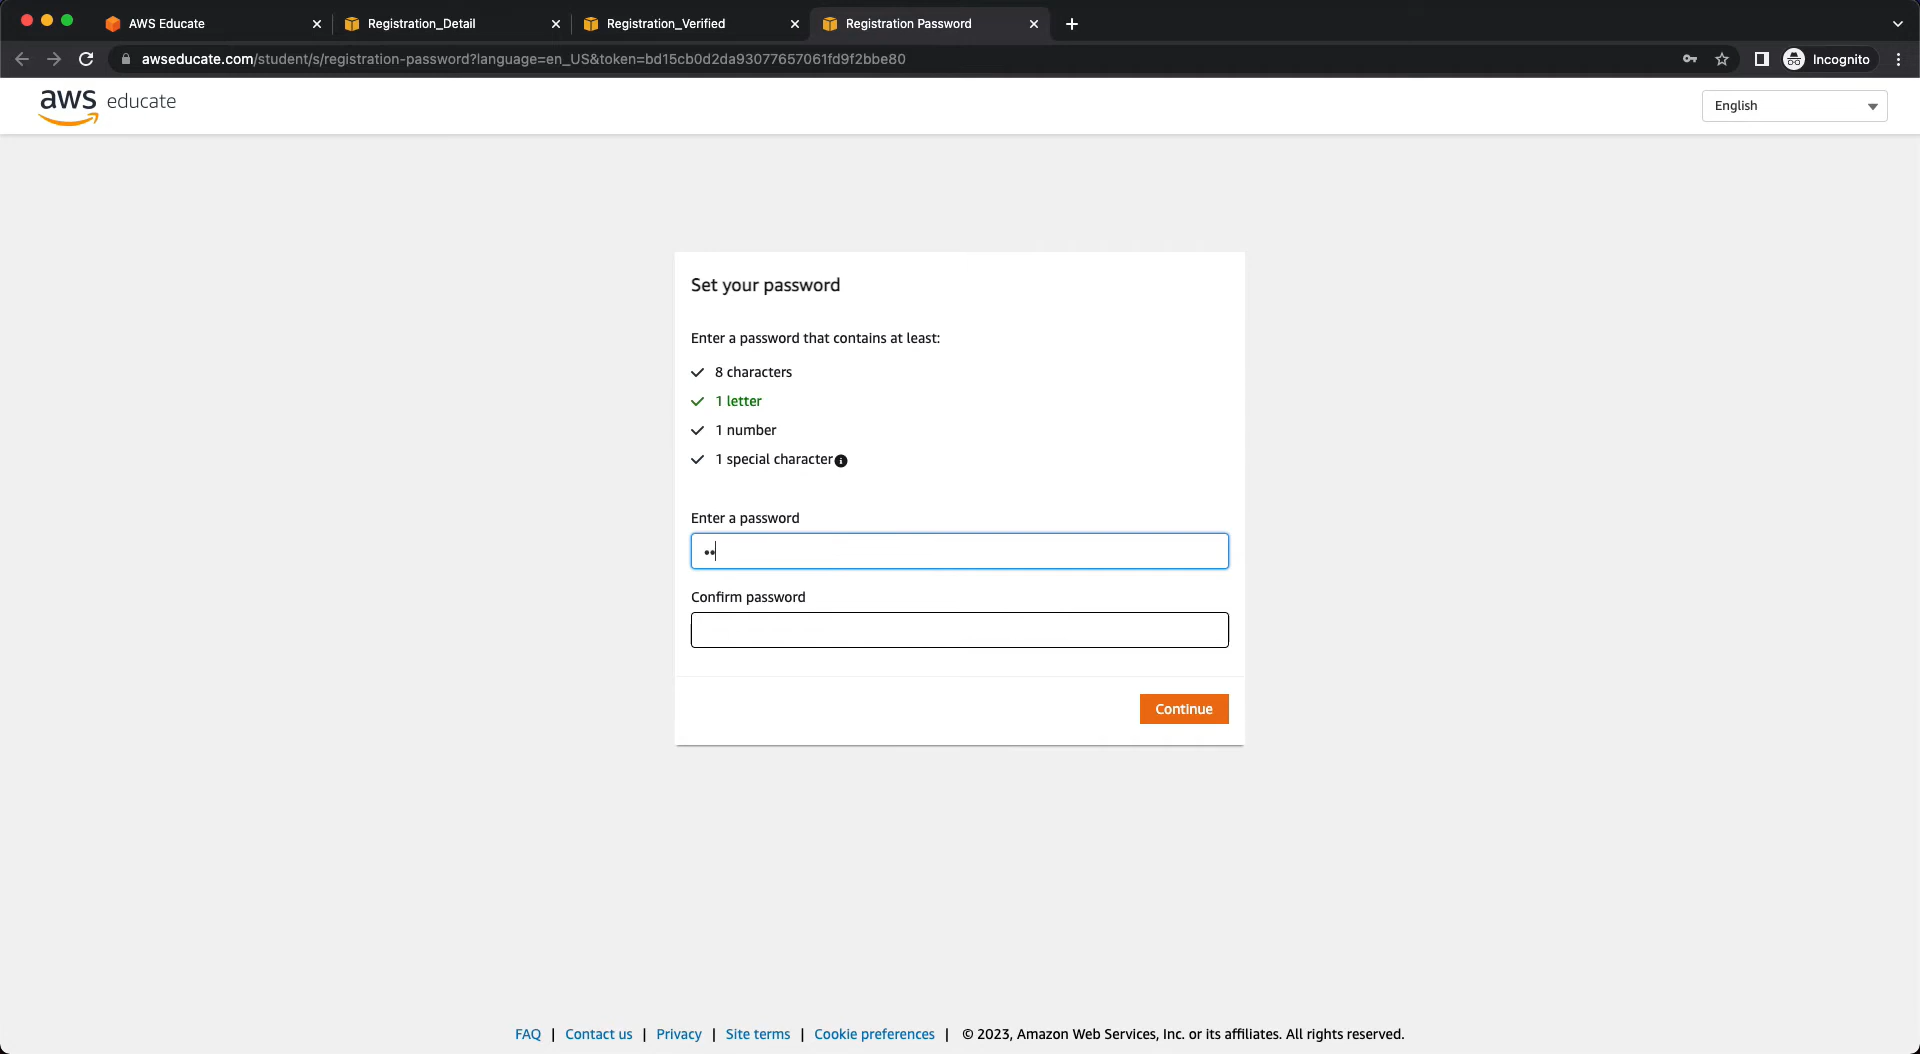 AWS Educate
Registration_Detail
Registration_Verified
Registration Password
awseducate.com/student/s/registration-password?language=en_US&token=bd15cb0d2da93077657061fd9f2bbe80
Incognito
aws educate
English
Set your password
Enter a password that contains at least:
8 characters
1 letter
1 number
1 special character
Enter a password
Confirm password
Continue
FAQ | Contact us | Privacy | Site terms | Cookie preferences | © 2023, Amazon Web Services, Inc. or its affiliates. All rights reserved.